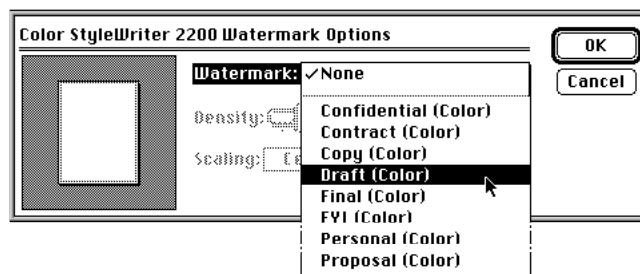 Color StyleWriter 2200 Watermark Options
OK
Cancel
Watermark: ✓None
Density:
Scaling:
Confidential (Color)
Contract (Color)
Copy (Color)
Draft (Color)
Final (Color)
FYI (Color)
Personal (Color)
Proposal (Color)